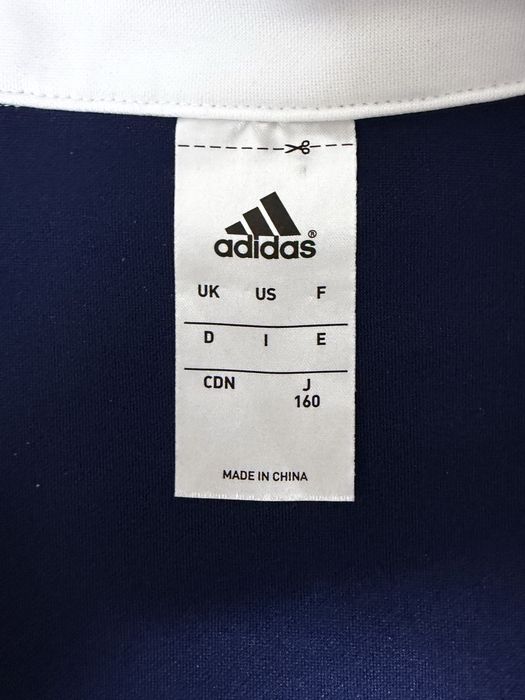 adidas®
UK US F
D I E
CDN J
160
MADE IN CHINA